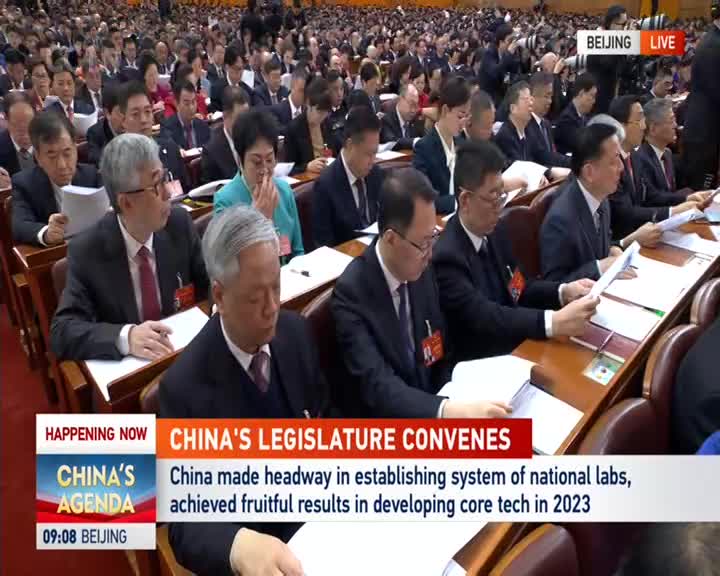 BEIJING LIVE
HAPPENING NOW
CHINA'S LEGISLATURE CONVENES
CHINA'S
AGENDA
China made headway in establishing system of national labs,
achieved fruitful results in developing core tech in 2023
09:08 BEIJING